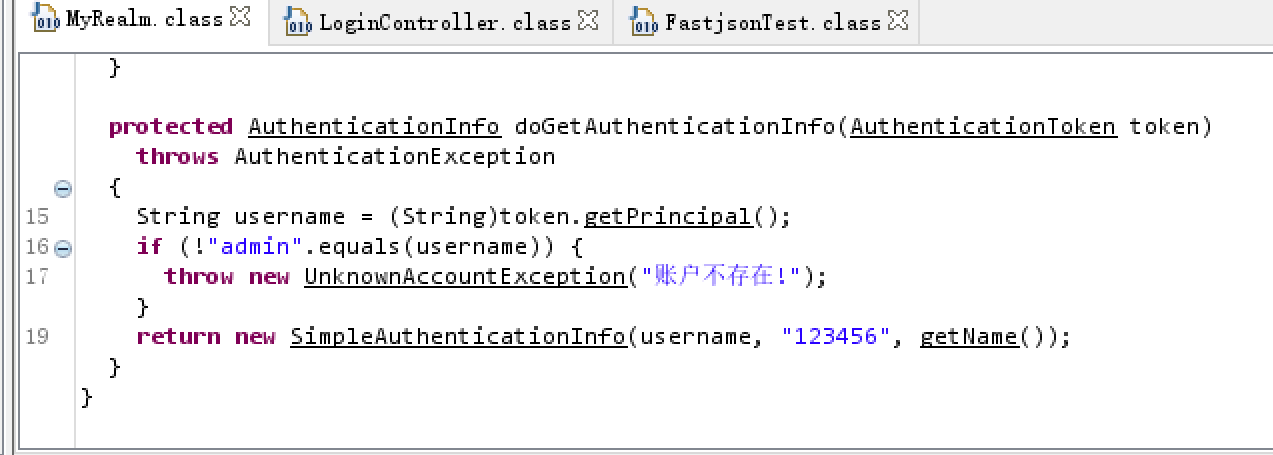 MyRealm.class LoginController.class FastjsonTest.class
}
protected AuthenticationInfo doGetAuthenticationInfo(AuthenticationToken token)
throws AuthenticationException
{
15 String username = (String)token.getPrincipal();
16 if (!"admin".equals(username)) {
17 throw new UnknownAccountException("账户不存在!");
}
19 return new SimpleAuthenticationInfo(username, "123456", getName());
}
}